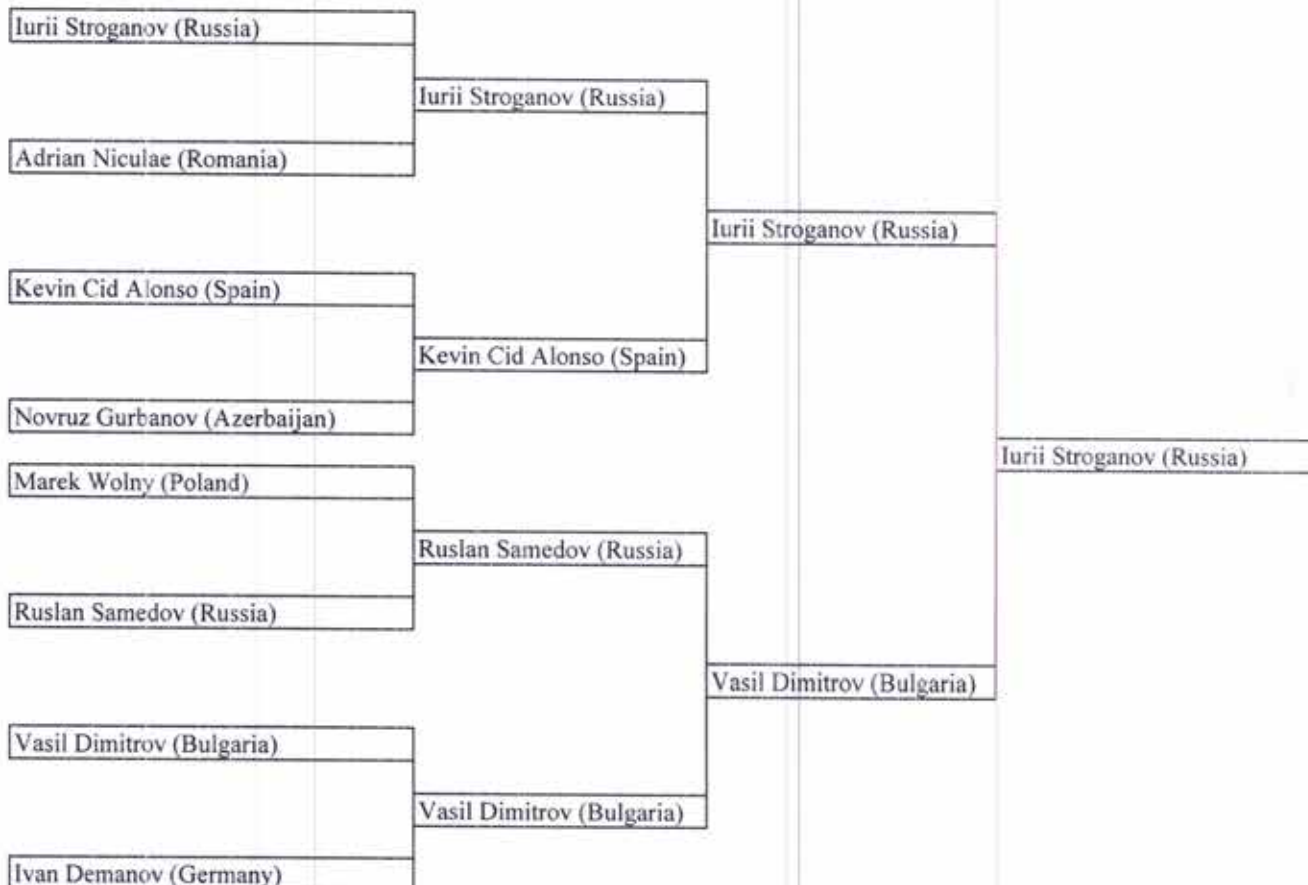 Iurii Stroganov (Russia)
Iurii Stroganov (Russia)
Adrian Niculae (Romania)
Iurii Stroganov (Russia)
Kevin Cid Alonso (Spain)
Kevin Cid Alonso (Spain)
Novruz Gurbanov (Azerbaijan)
Iurii Stroganov (Russia)
Marek Wolny (Poland)
Ruslan Samedov (Russia)
Ruslan Samedov (Russia)
Vasil Dimitrov (Bulgaria)
Vasil Dimitrov (Bulgaria)
Vasil Dimitrov (Bulgaria)
Ivan Demanov (Germany)